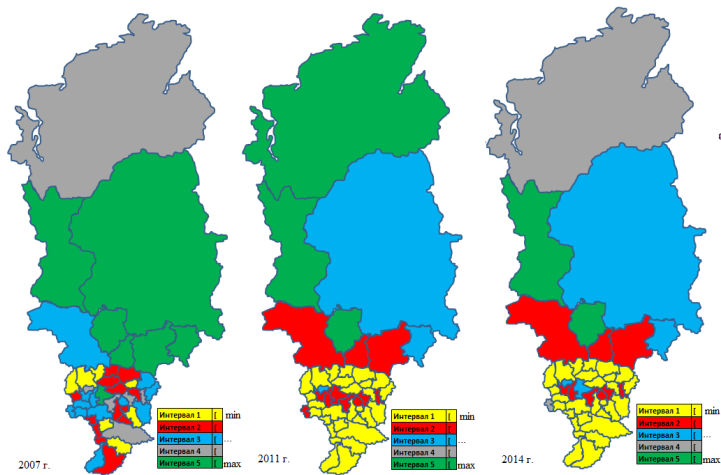 Интервал 1 [ min
Интервал 2 [
Интервал 3 [ ...
Интервал 4 [
Интервал 5 [ max
2007 г.
Интервал 1 [ min
Интервал 2 [
Интервал 3 [ ...
Интервал 4 [
Интервал 5 [ max
2011 г.
Интервал 1 [ min
Интервал 2 [
Интервал 3 [ ...
Интервал 4 [
Интервал 5 [ max
2014 г.